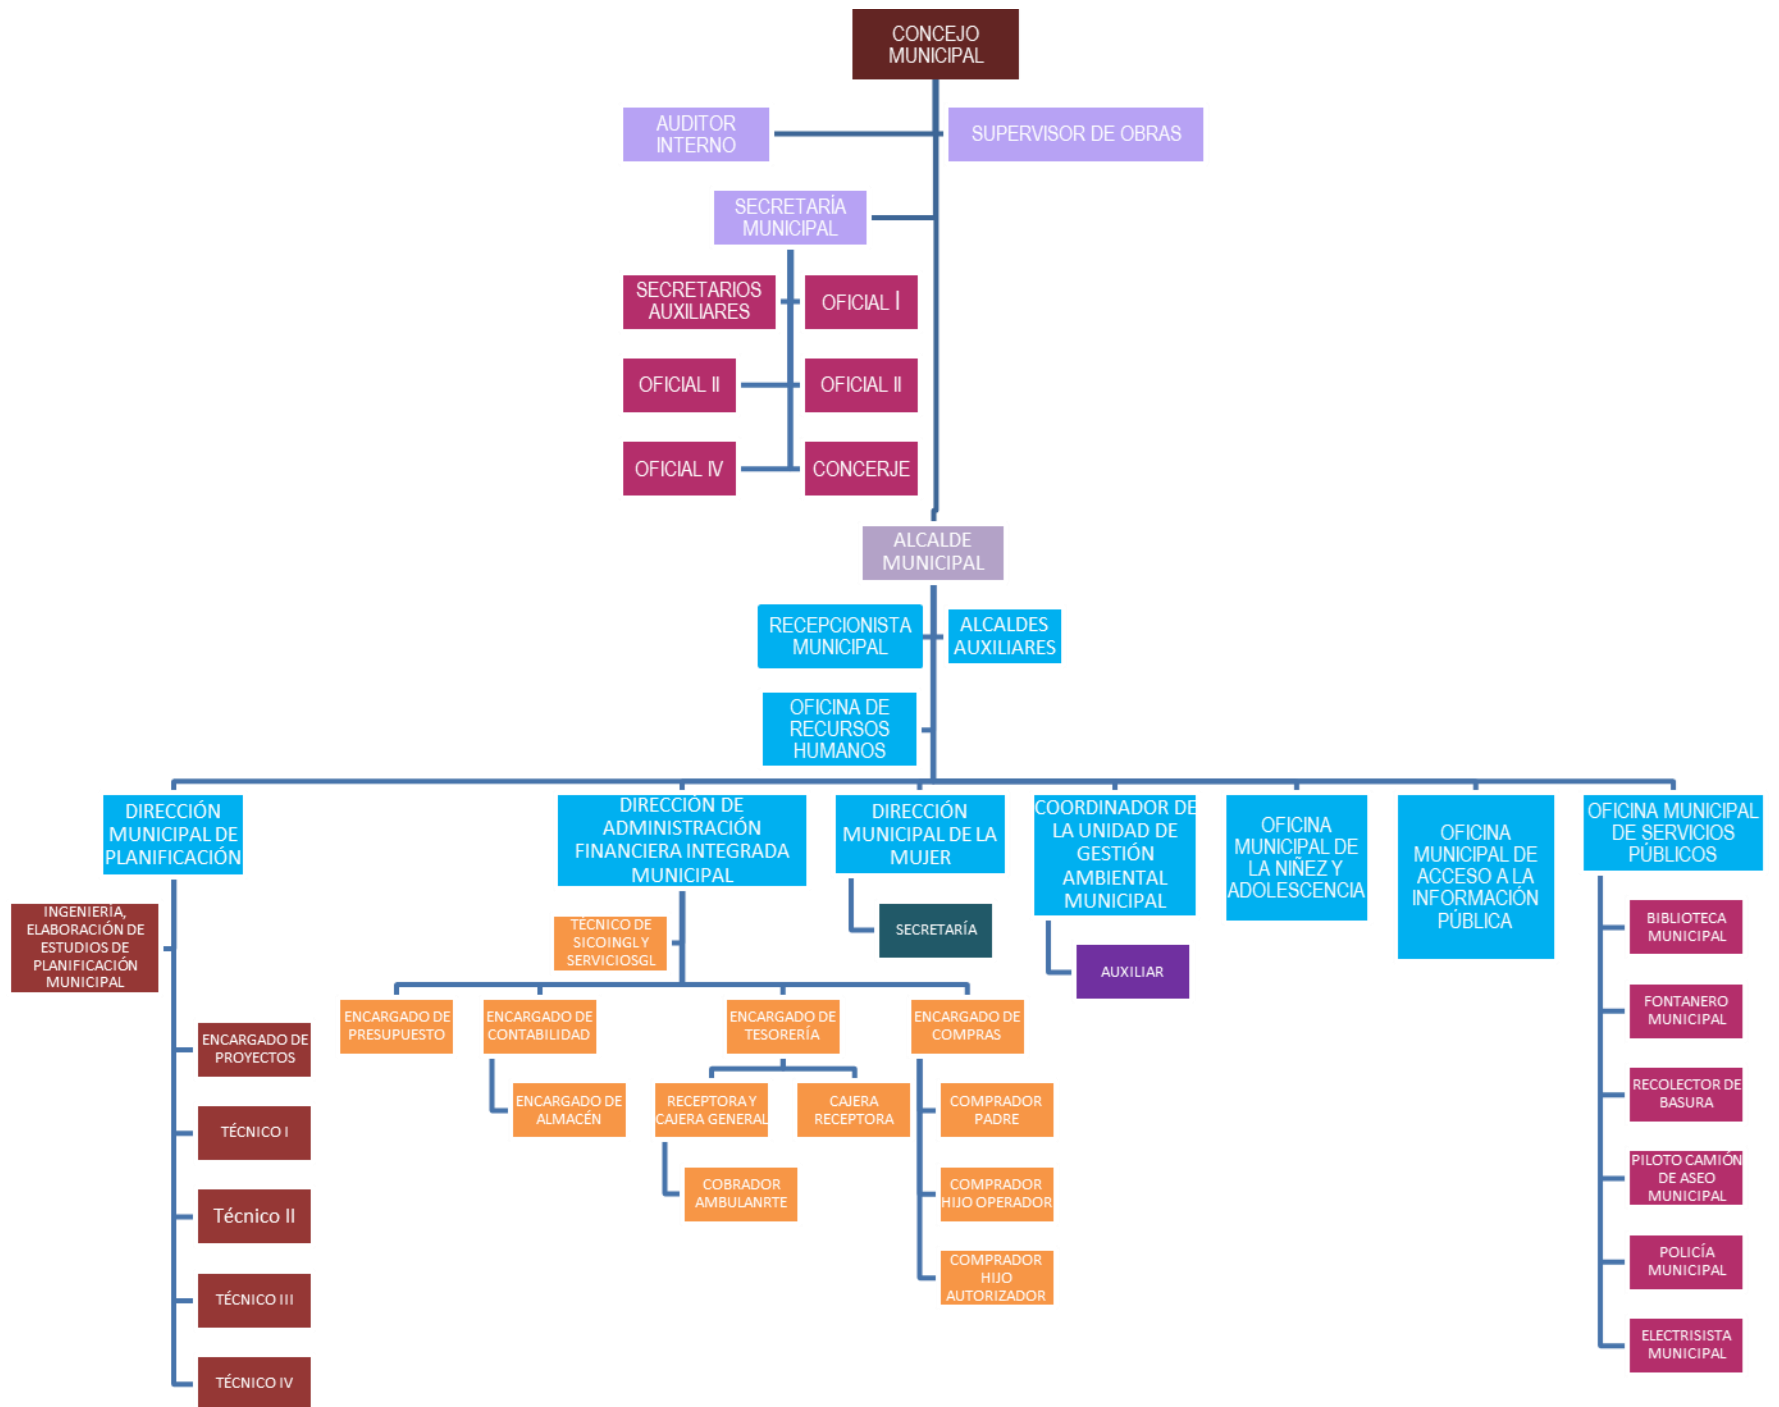 CONCEJO
MUNICIPAL
AUDITOR
INTERNO
SUPERVISOR DE OBRAS
SECRETARÍA
MUNICIPAL
SECRETARIOS
AUXILIARES
OFICIAL I
OFICIAL II
OFICIAL II
OFICIAL IV
CONCERJE
ALCALDE
MUNICIPAL
RECEPCIONISTA
MUNICIPAL
ALCALDES
AUXILIARES
OFICINA DE
RECURSOS
HUMANOS
DIRECCIÓN
MUNICIPAL DE
PLANIFICACIÓN
DIRECCIÓN DE
ADMINISTRACIÓN
FINANCIERA INTEGRADA
MUNICIPAL
DIRECCIÓN
MUNICIPAL DE LA
MUJER
COORDINADOR DE
LA UNIDAD DE
GESTIÓN
AMBIENTAL
MUNICIPAL
OFICINA
MUNICIPAL DE
LA NIÑEZ Y
ADOLESCENCIA
OFICINA
MUNICIPAL DE
ACCESO A LA
INFORMACIÓN
PÚBLICA
OFICINA MUNICIPAL
DE SERVICIOS
PÚBLICOS
INGENIERÍA,
ELABORACIÓN DE
ESTUDIOS DE
PLANIFICACIÓN
MUNICIPAL
ENCARGADO DE
PROYECTOS
TÉCNICO I
Técnico II
TÉCNICO III
TÉCNICO IV
TÉCNICO DE
SICOINGL Y
SERVICIOSGL
ENCARGADO DE
PRESUPUESTO
ENCARGADO DE
CONTABILIDAD
ENCARGADO DE
TESORERÍA
ENCARGADO DE
COMPRAS
ENCARGADO DE
ALMACÉN
RECEPTORA Y
CAJERA GENERAL
CAJERA
RECEPTORA
COBRADOR
AMBULANRTE
COMPRADOR
PADRE
COMPRADOR
HIJO OPERADOR
COMPRADOR
HIJO
AUTORIZADOR
SECRETARÍA
AUXILIAR
BIBLIOTECA
MUNICIPAL
FONTANERO
MUNICIPAL
RECOLECTOR DE
BASURA
PILOTO CAMIÓN
DE ASEO
MUNICIPAL
POLICÍA
MUNICIPAL
ELECTRISISTA
MUNICIPAL